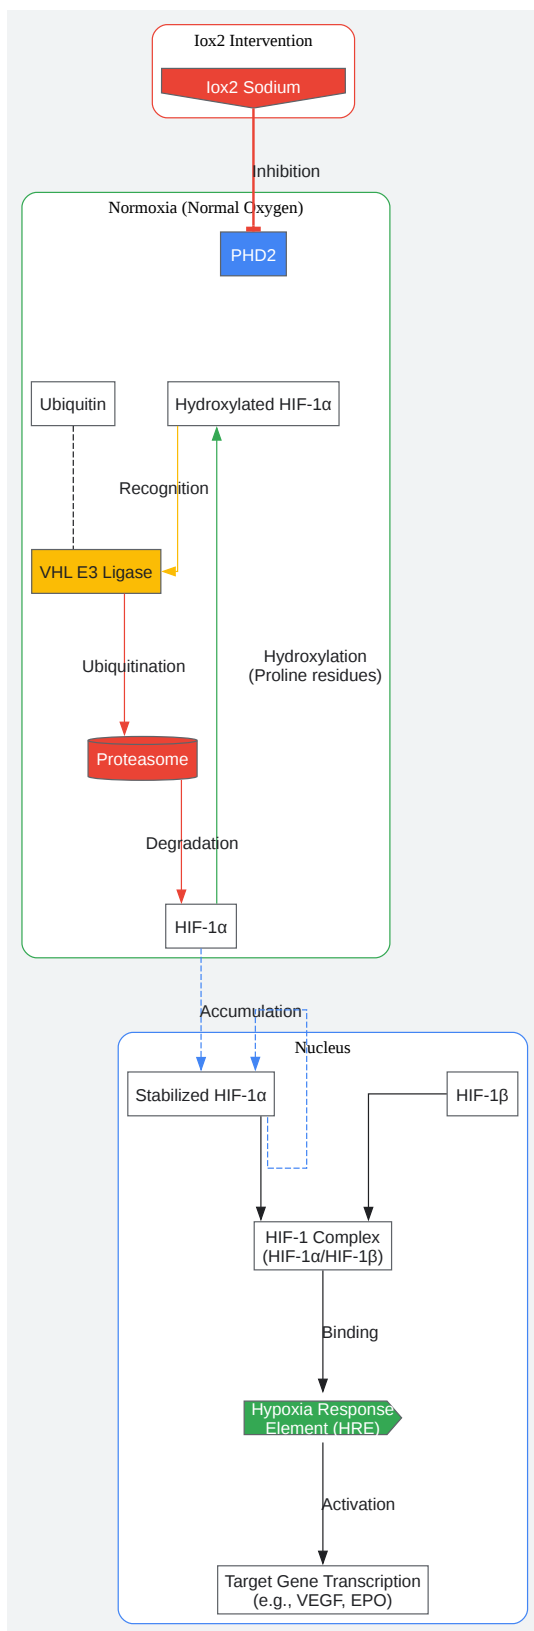 Iox2 Intervention
Iox2 Sodium
Inhibition
Normoxia (Normal Oxygen)
PHD2
Ubiquitin
Hydroxylated HIF-1α
Recognition
VHL E3 Ligase
Hydroxylation
(Proline residues)
Ubiquitination
Proteasome
Degradation
HIF-1α
Accumulation
Nucleus
Stabilized HIF-1α
HIF-1β
HIF-1 Complex
(HIF-1α/HIF-1β)
Binding
Hypoxia Response
Element (HRE)
Activation
Target Gene Transcription
(e.g., VEGF, EPO)